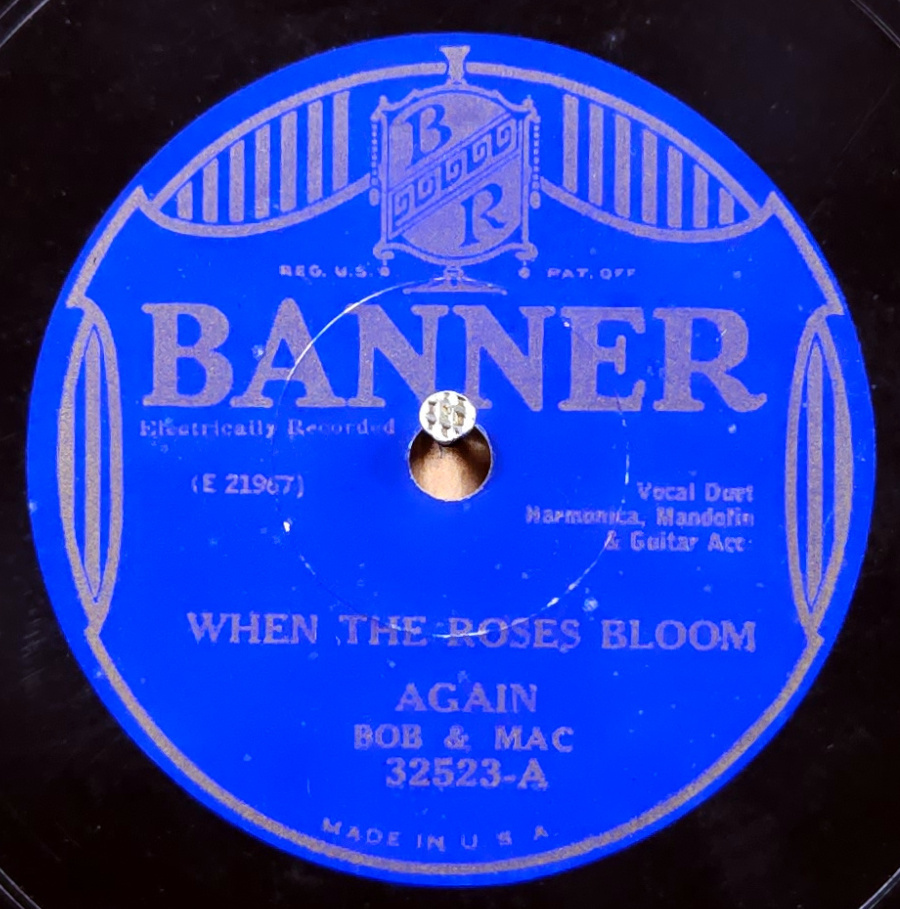 B
R
REG. U.S. PAT. OFF
BANNER
Electrically Recorded
(E 21967)
Vocal Duet
Harmonica, Mandolin
& Guitar Acc
WHEN THE ROSES BLOOM
AGAIN
BOB & MAC
32523-A
MADE IN U S A